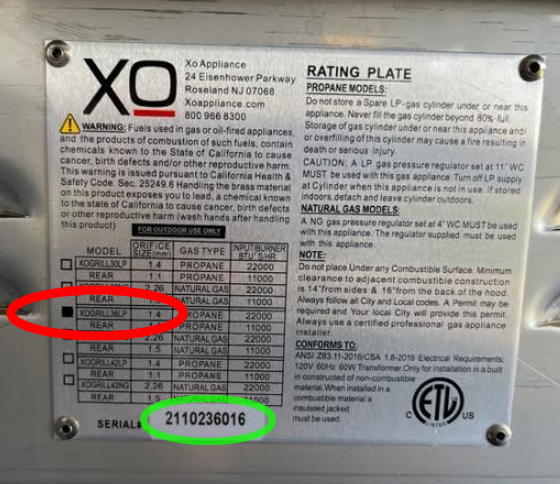 XO
Xo Appliance
24 Eisenhower Parkway
Roseland NJ 07068
Xoappliance.com
800 966 8300
WARNING: Fuels used in gas or oil-fired appliances,
and the products of combustion of such fuels, contain
chemicals known to the State of California to cause
cancer, birth defects and/or other reproductive harm.
This warning is issued pursuant to California Health &
Safety Code. Sec. 25249.6 Handling the brass material
on this product exposes you to lead, a chemical known
to the state of California to cause cancer, birth defects
or other reproductive harm (wash hands after handling
this product)
FOR OUTDOOR USE ONLY
MODEL ORIFICE SIZE(mm) GAS TYPE INPUT/BURNER BTU' S/HR
XOGRILL30LP 1.4 PROPANE 22000
REAR 1.1 PROPANE 11000
2.26 NATURAL GAS 22000
REAR NATURAL GAS 11000
XOGRILL36LP 1.4 PROPANE 22000
REAR PROPANE 11000
2.26 NATURAL GAS 22000
REAR 1.5 NATURAL GAS 11000
XOGRILL42LP 1.4 PROPANE 22000
REAR 1.1 PROPANE 11000
XOGRILL42NG 2.26 NATURAL GAS 22000
REAR 1.5 NATURAL GAS 11000
SERIAL# 2110236016
RATING PLATE
PROPANE MODELS:
Do not store a Spare LP-gas cylinder under or near this
appliance. Never fill the gas cylinder beyond 80% full.
Storage of gas cylinder under or near this appliance and/
or overfilling of this cylinder may cause a fire resulting in
death or serious injury.
CAUTION: A LP gas pressure regulator set at 11" WC
MUST be used with this gas appliance. Turn off LP supply
at Cylinder when this appliance is not in use. If stored
indoors, detach and leave cylinder outdoors.
NATURAL GAS MODELS:
A NG gas pressure regulator set at 4" WC MUST be used
with this appliance. The regulator supplied must be used
with this appliance.
NOTE:
Do not place Under any Combustible Surface. Minimum
clearance to adjacent combustible construction
is 14" from sides & 16" from the back of the hood.
Always follow all City and Local codes. A Permit may be
required and Your local City will provide this permit.
Always use a certified professional gas appliance
installer.
CONFORMS TO:
ANSI Z83.11-2016/CSA 1.8-2016 Electrical Requirements:
120V 60Hz 60W Transformer. Only for installation in a built
in constructed of non-combustible
material. When installed in a
combustible material a
insulated jacked
must be used.
C ETL US
LISTED